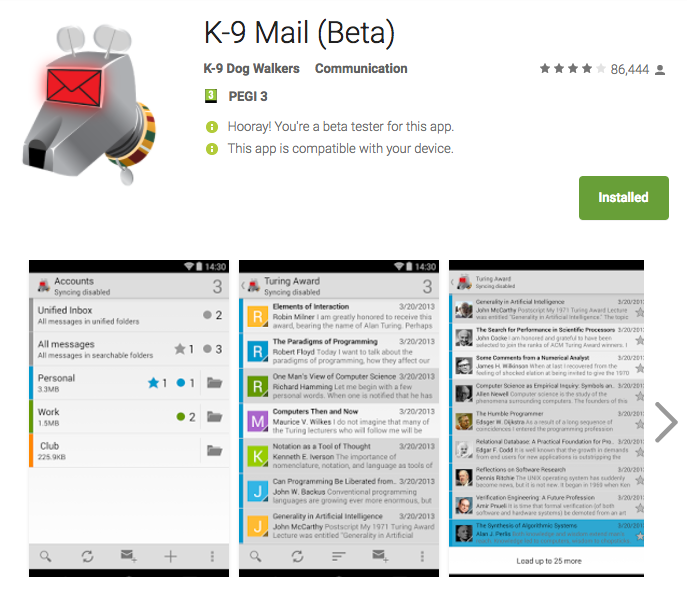 K-9 Mail (Beta)
K-9 Dog Walkers Communication 86,444
3 PEGI 3
Hooray! You're a beta tester for this app.
This app is compatible with your device.
Installed
14:30
Accounts
Syncing disabled
3
Unified Inbox
All messages in unified folders
2
All messages
All messages in searchable folders
1 3
Personal
3.3MB
1 1
Work
1.5MB
2
Club
225.9KB
14:30
Turing Award
Syncing disabled
3
Elements of Interaction 3/20/2013
R Robin Milner I am greatly honored to receive this
award, bearing the name of Alan Turing. Perhaps
The Paradigms of Programming 3/20/2013
R Robert Floyd Today I want to talk about the
paradigms of programming, how they affect our
One Man's View of Computer Science 3/20/2013
R Richard Hamming Let me begin with a few
personal words. When one is notified that he has
Computers Then and Now 3/20/2013
M Maurice V. Wilkes I do not imagine that many of
the Turing lecturers who will follow me will be
Notation as a Tool of Thought 3/20/2013
K Kenneth E. Iverson The importance of
nomenclature, notation, and language as tools of
Can Programming Be Liberated from.. 3/20/2013
J John W. Backus Conventional programming
languages are growing ever more enormous, but
Generality in Artificial Intelligence 3/20/2013
J John McCarthy Postscript My 1971 Turing Award
Lecture was entitled "Generality in Artificial
Turing Award
Syncing disabled
Generality in Artificial Intelligence 3/20/2013
John McCarthy Postscript My 1971 Turing Award Lecture
was entitled "Generality in Artificial Intelligence." The topic
The Search for Performance in Scientific Processors 3/20/2013
John Cocke I am honored and grateful to have been
selected to join the ranks of ACM Turing Award winners. I
Some Comments from a Numerical Analyst 3/20/201
James H. Wilkinson When at last I recovered from the
feeling of shocked elation at being invited to give the 1970
Computer Science as Empirical Inquiry: Symbols an.. 3/20/201
Allen Newell Computer science is the study of the
phenomena surrounding computers. The founders of this
The Humble Programmer 3/20/201
Edsger W. Dijkstra As a result of a long sequence of
coincidences I entered the programming profession
Relational Database: A Practical Foundation for Pro.. 3/20/201
Edgar F. Codd It is well known that the growth in demands
from end users for new applications is outstripping the
Reflections on Software Research 3/20/201
Dennis Ritchie The UNIX operating system has suddenly
become news, but it is not new. It began in 1969 when Ken
Verification Engineering: A Future Profession 3/20/201
Amir Pnueli It is time that formal verification (of both
software and hardware systems) be demoted from an
The Synthesis of Algorithmic Systems 3/20/201
Alan J. Perlis
Load up to 25 more